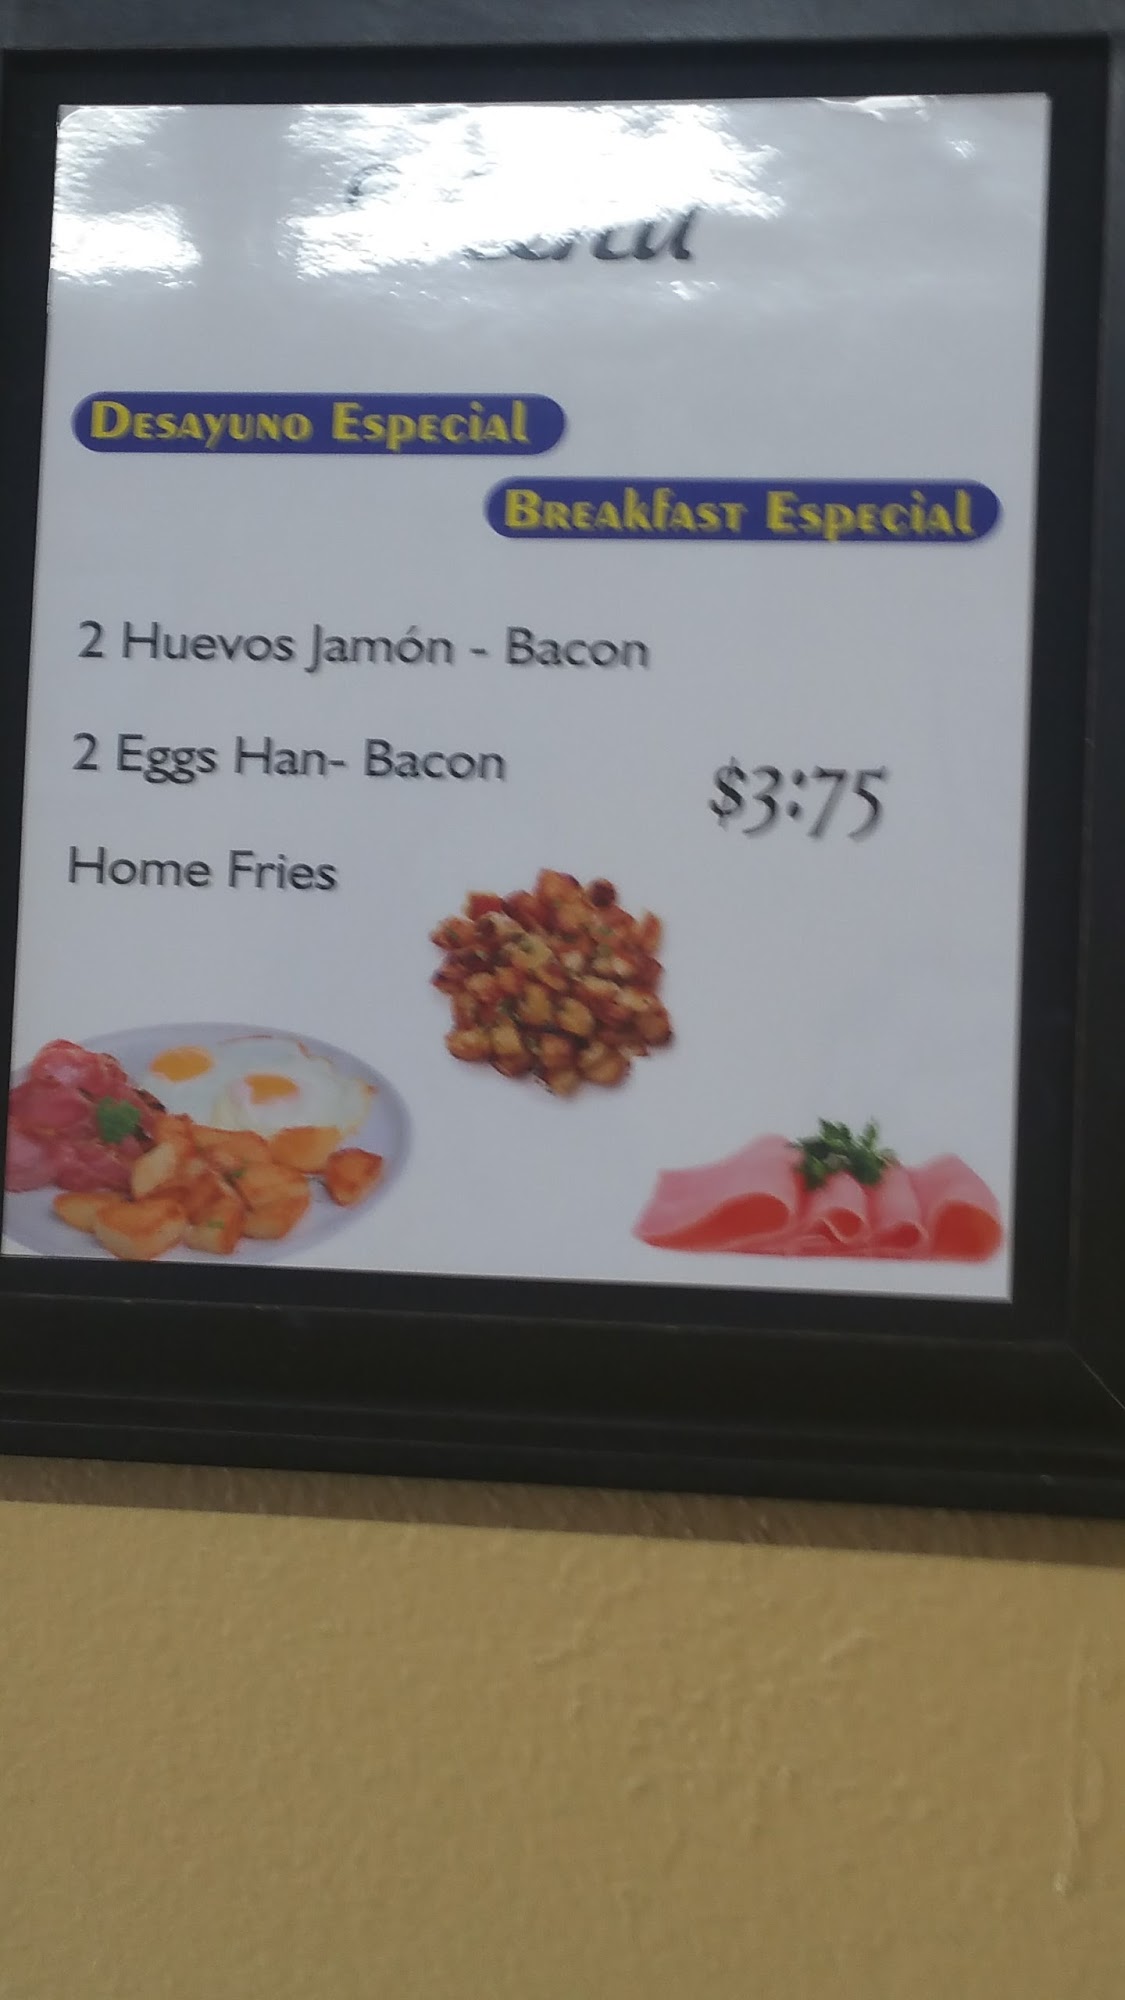 Desayuno Especial
Breakfast Especial
2 Huevos Jamón - Bacon
2 Eggs Han- Bacon
$3:75
Home Fries